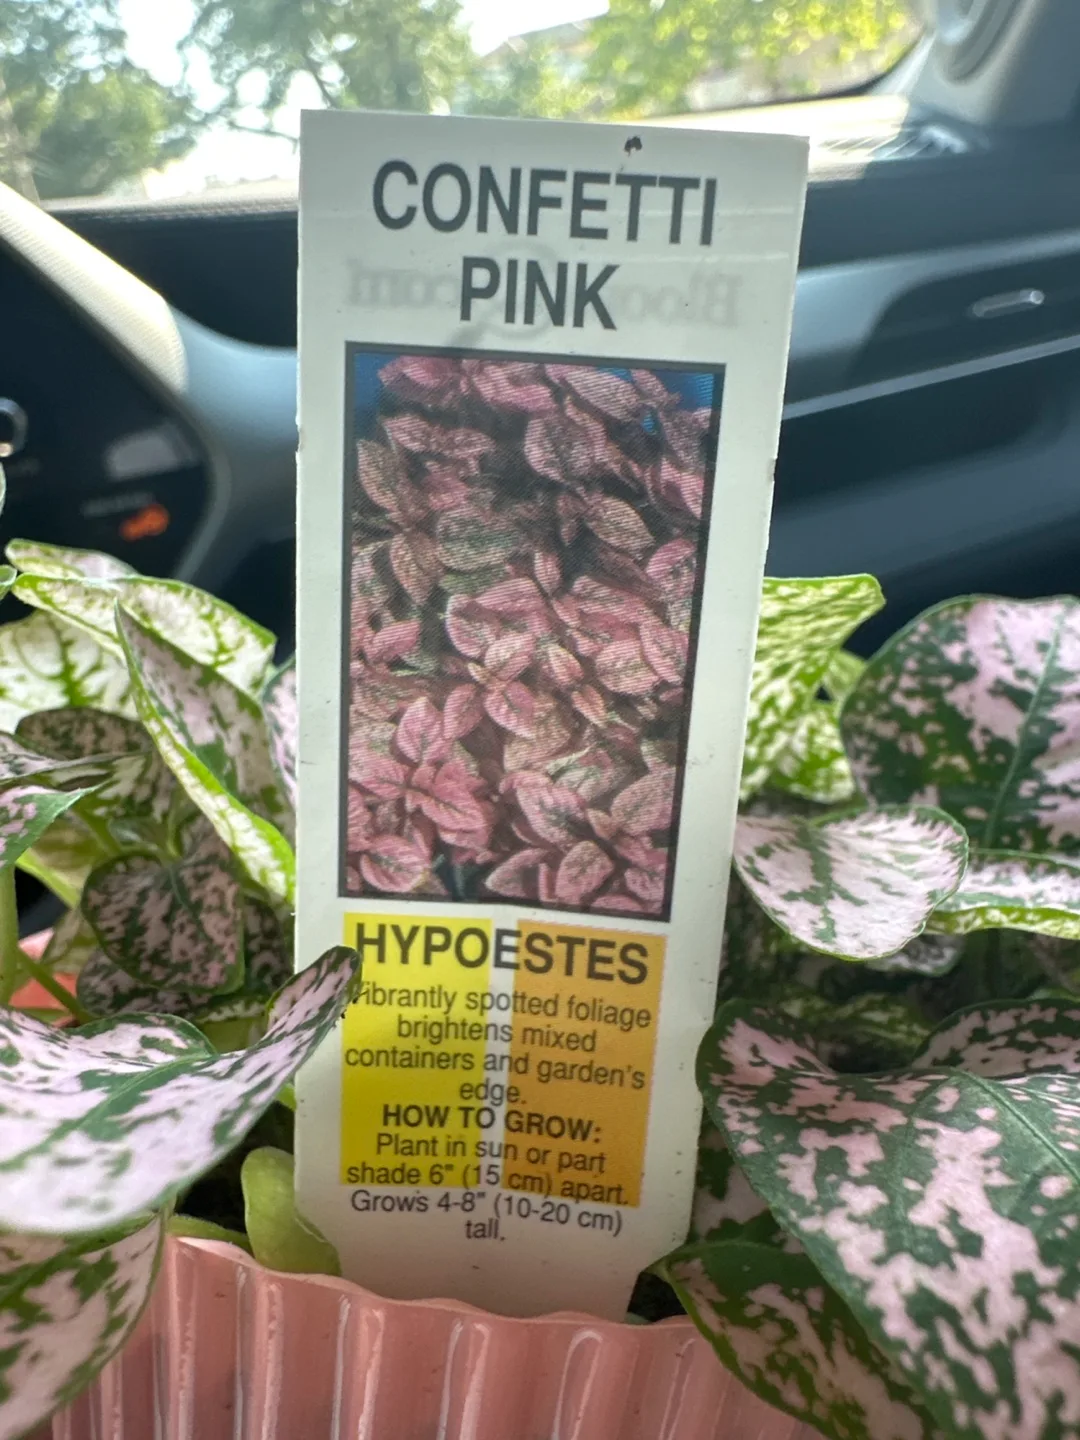 CONFETTI
PINK
HYPOESTES
Vibrantly spotted foliage
brightens mixed
containers and garden's
edge.
HOW TO GROW:
Plant in sun or part
shade 6" (15 cm) apart.
Grows 4-8" (10-20 cm)
tall.